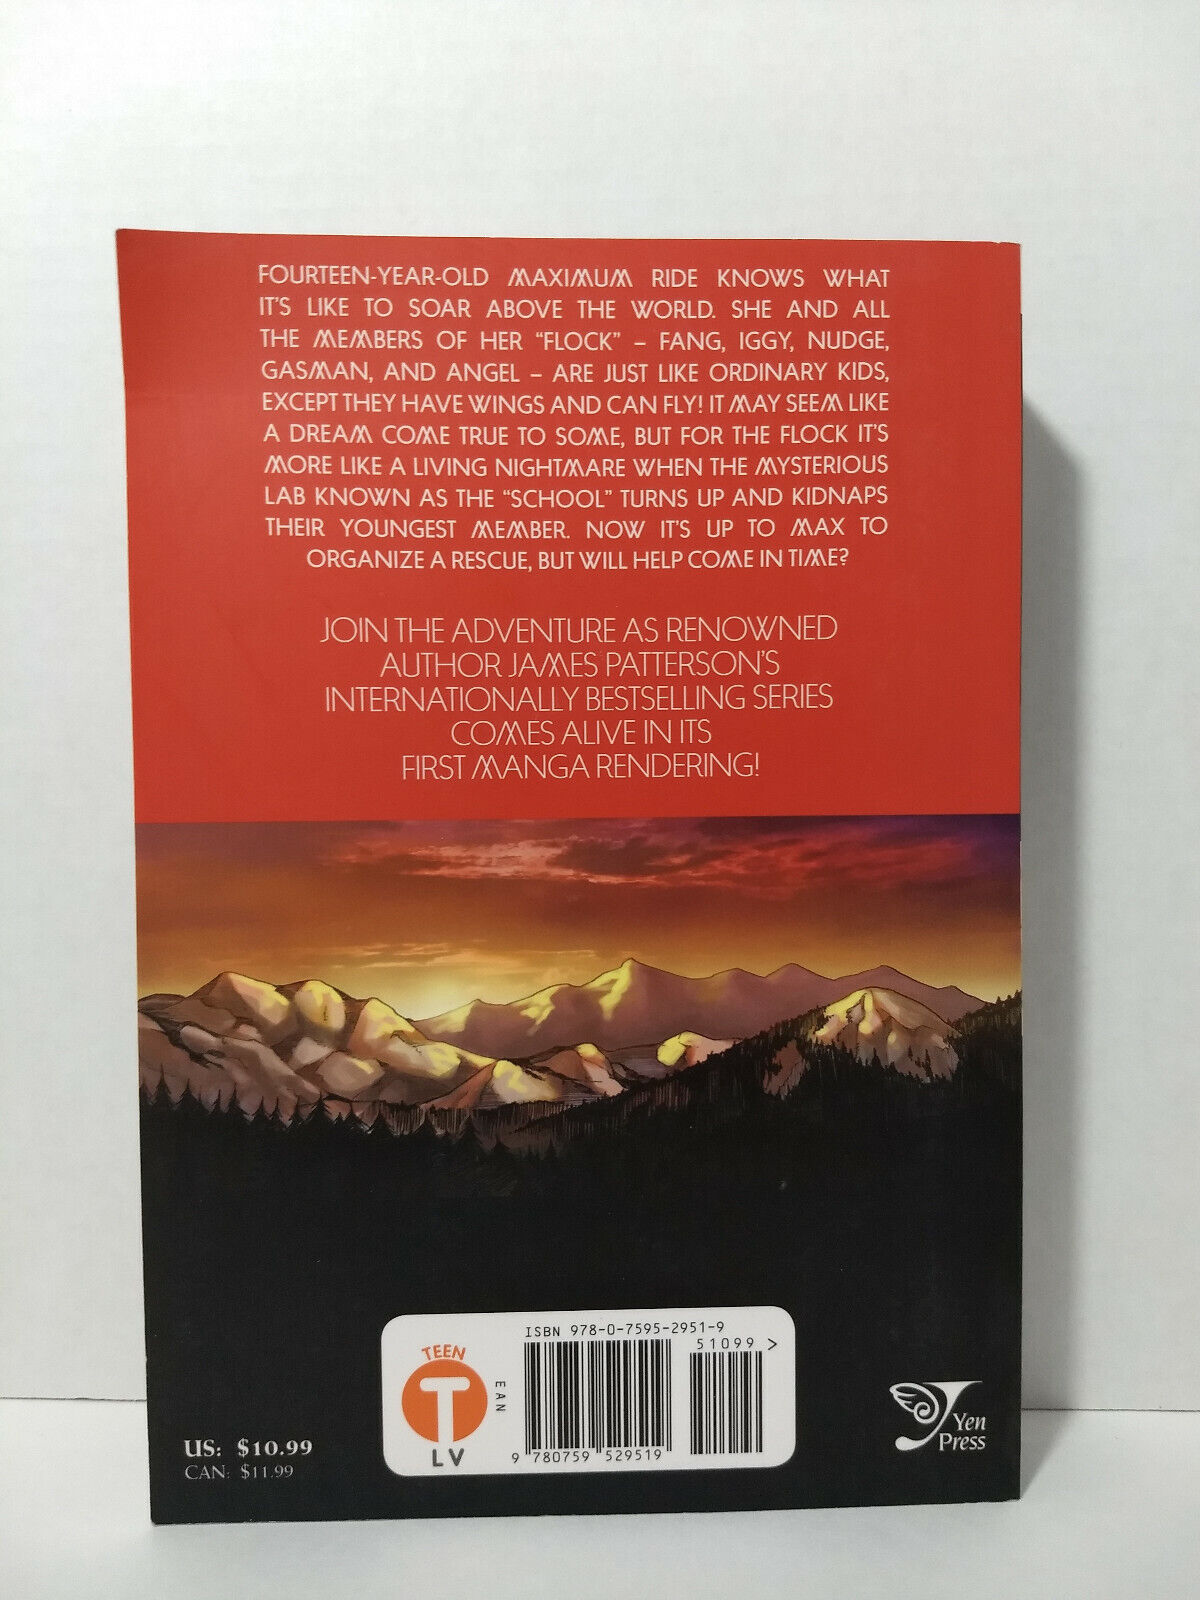 FOURTEEN-YEAR-OLD MAXIMUM RIDE KNOWS WHAT
IT'S LIKE TO SOAR ABOVE THE WORLD. SHE AND ALL
THE MEMBERS OF HER “FLOCK” – FANG, IGGY, NUDGE,
GASMAN, AND ANGEL – ARE JUST LIKE ORDINARY KIDS,
EXCEPT THEY HAVE WINGS AND CAN FLY! IT MAY SEEM LIKE
A DREAM COME TRUE TO SOME, BUT FOR THE FLOCK IT'S
MORE LIKE A LIVING NIGHTMARE WHEN THE MYSTERIOUS
LAB KNOWN AS THE “SCHOOL” TURNS UP AND KIDNAPS
THEIR YOUNGEST MEMBER. NOW IT'S UP TO MAX TO
ORGANIZE A RESCUE, BUT WILL HELP COME IN TIME?
JOIN THE ADVENTURE AS RENOWNED
AUTHOR JAMES PATTERSON'S
INTERNATIONALLY BESTSELLING SERIES
COMES ALIVE IN ITS
FIRST MANGA RENDERING!
US: $10.99
CAN: $11.99
TEEN
T
LV
EAN
ISBN 978-0-7595-2951-9
51099 >
9 780759 529519
Yen
Press